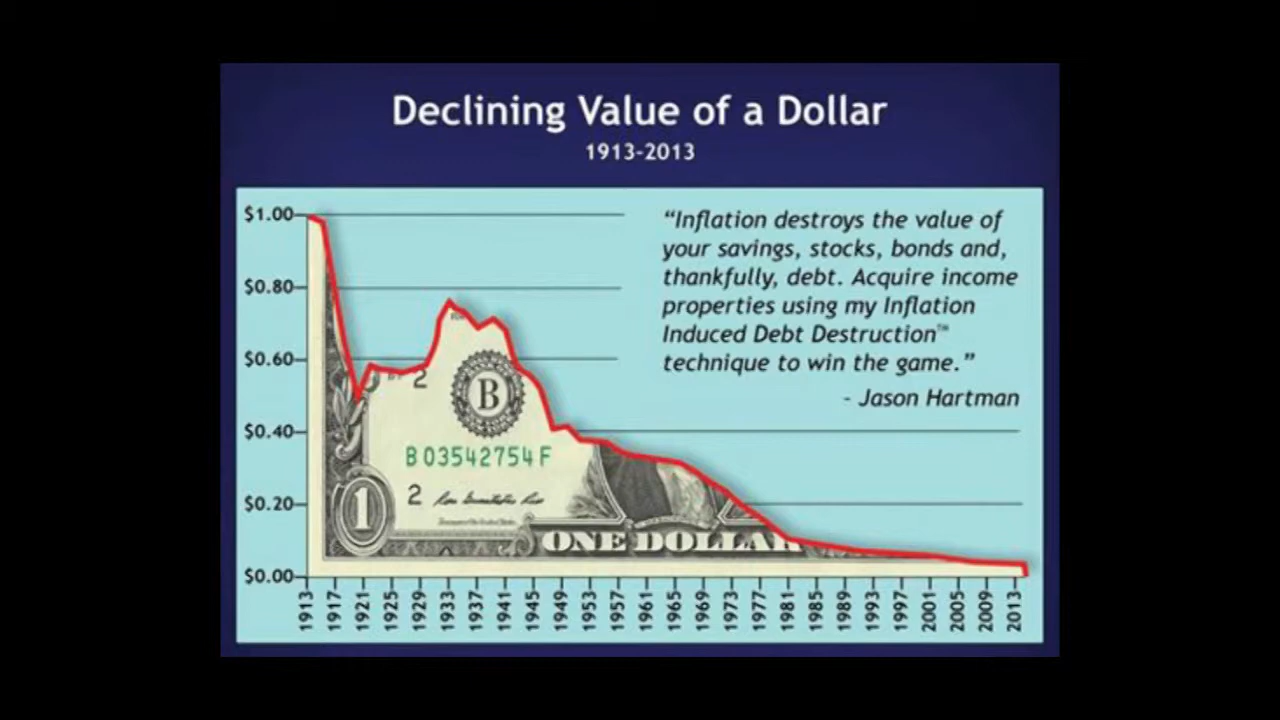 Declining Value of a Dollar
1913-2013
$1.00
$0.80
$0.60
$0.40
$0.20
$0.00
“Inflation destroys the value of
your savings, stocks, bonds and,
thankfully, debt. Acquire income
properties using my Inflation
Induced Debt Destruction™
technique to win the game.”
- Jason Hartman
2
B
B 03542754 F
2
1
ONE DOLLAR
1913 1917 1921 1925 1929 1933 1937 1941 1945 1949 1953 1957 1961 1965 1969 1973 1977 1981 1985 1989 1993 1997 2001 2005 2009 2013